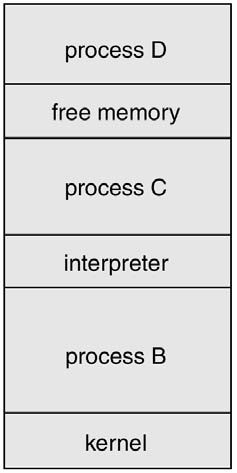 process D
free memory
process C
interpreter
process B
kernel